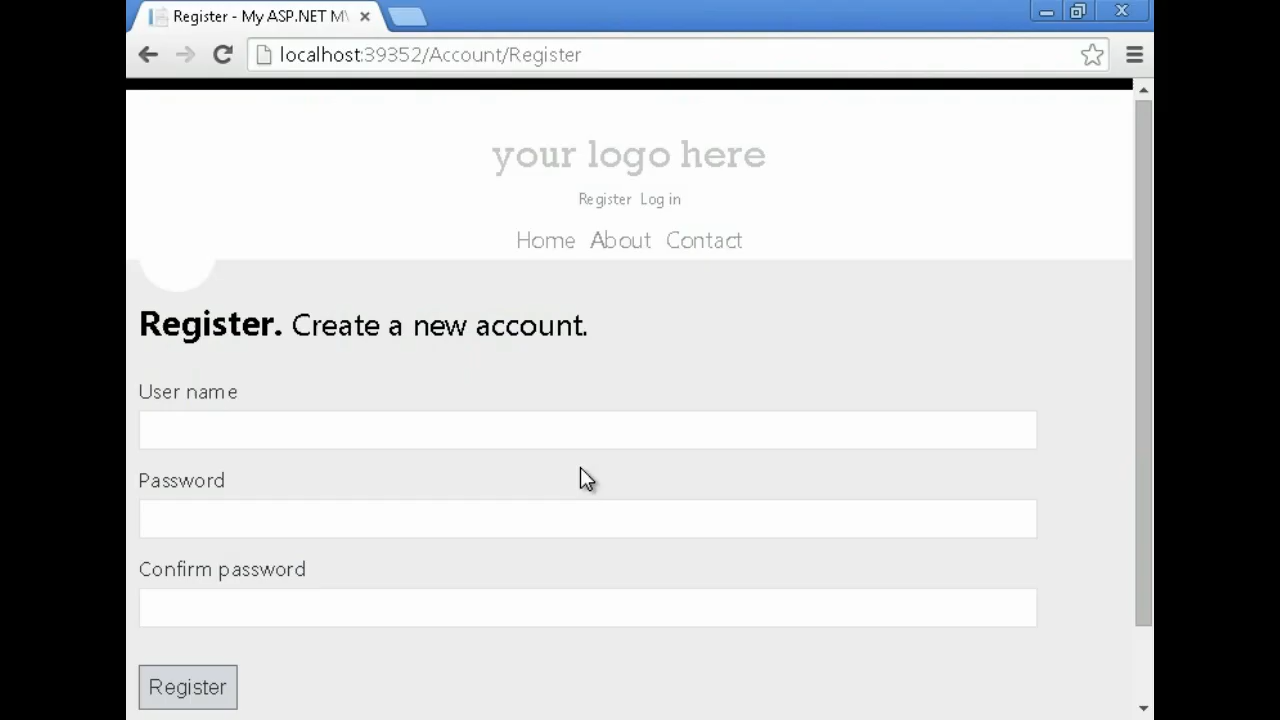 Register - My ASP.NET M
localhost:39352/Account/Register
your logo here
Register Log in
Home About Contact
Register. Create a new account.
User name
Password
Confirm password
Register